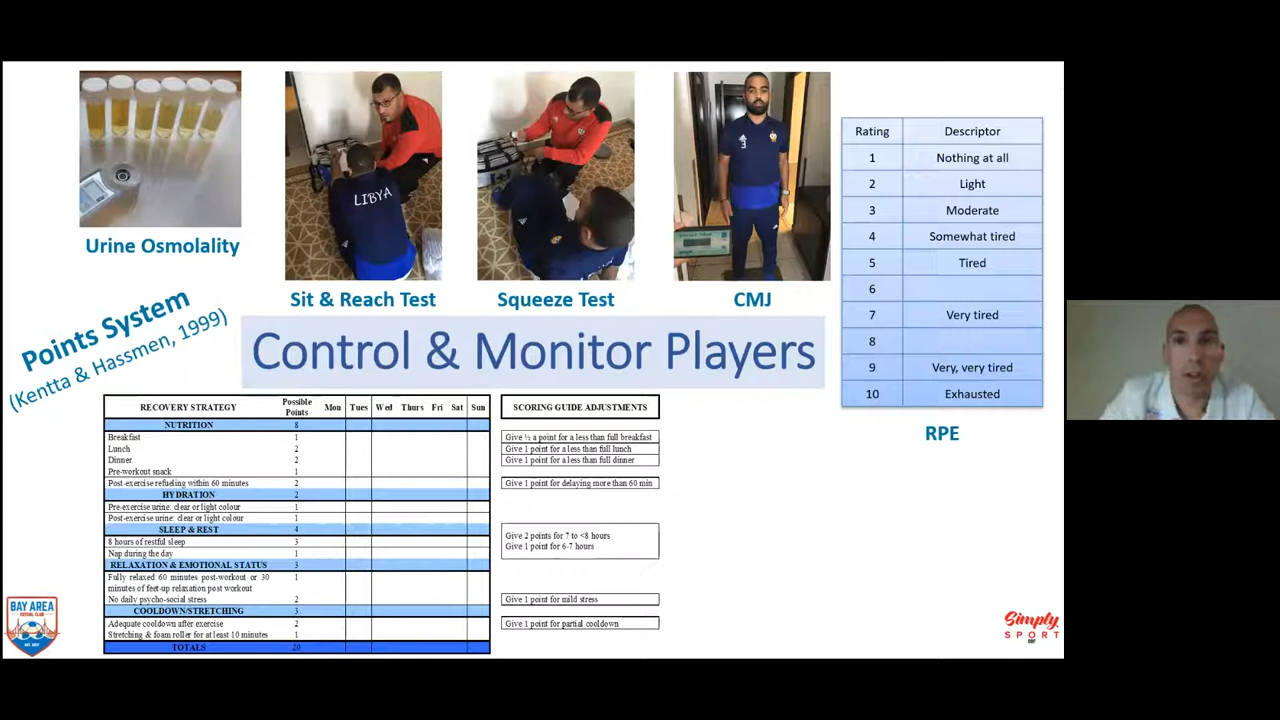 Urine Osmolality
LIBYA
Sit & Reach Test
Squeeze Test
3
CMJ
Rating Descriptor
1 Nothing at all
2 Light
3 Moderate
4 Somewhat tired
5 Tired
6
7 Very tired
8
9 Very, very tired
10 Exhausted
RPE
Points System
(Kentta & Hassmen, 1999)
Control & Monitor Players
RECOVERY STRATEGY Possible Points Mon Tues Wed Thurs Fri Sat Sun
NUTRITION 8
Breakfast 1
Lunch 2
Dinner 2
Pre-workout snack 1
Post-exercise refueling within 60 minutes 2
HYDRATION 2
Pre-exercise urine: clear or light colour 1
Post-exercise urine: clear or light colour 1
SLEEP & REST 4
8 hours of restful sleep 3
Nap during the day 1
RELAXATION & EMOTIONAL STATUS 3
Fully relaxed 60 minutes post-workout or 30 1
minutes of feet-up relaxation post workout
No daily psycho-social stress 2
COOLDOWN/STRETCHING 3
Adequate cooldown after exercise 2
Stretching & foam roller for at least 10 minutes 1
TOTALS 20
SCORING GUIDE ADJUSTMENTS
Give ½ a point for a less than full breakfast
Give 1 point for a less than full lunch
Give 1 point for a less than full dinner
Give 1 point for delaying more than 60 min
Give 2 points for 7 to <8 hours
Give 1 point for 6-7 hours
Give 1 point for mild stress
Give 1 point for partial cooldown
BAY AREA
FUTSAL CLUB
Simply
SPORT